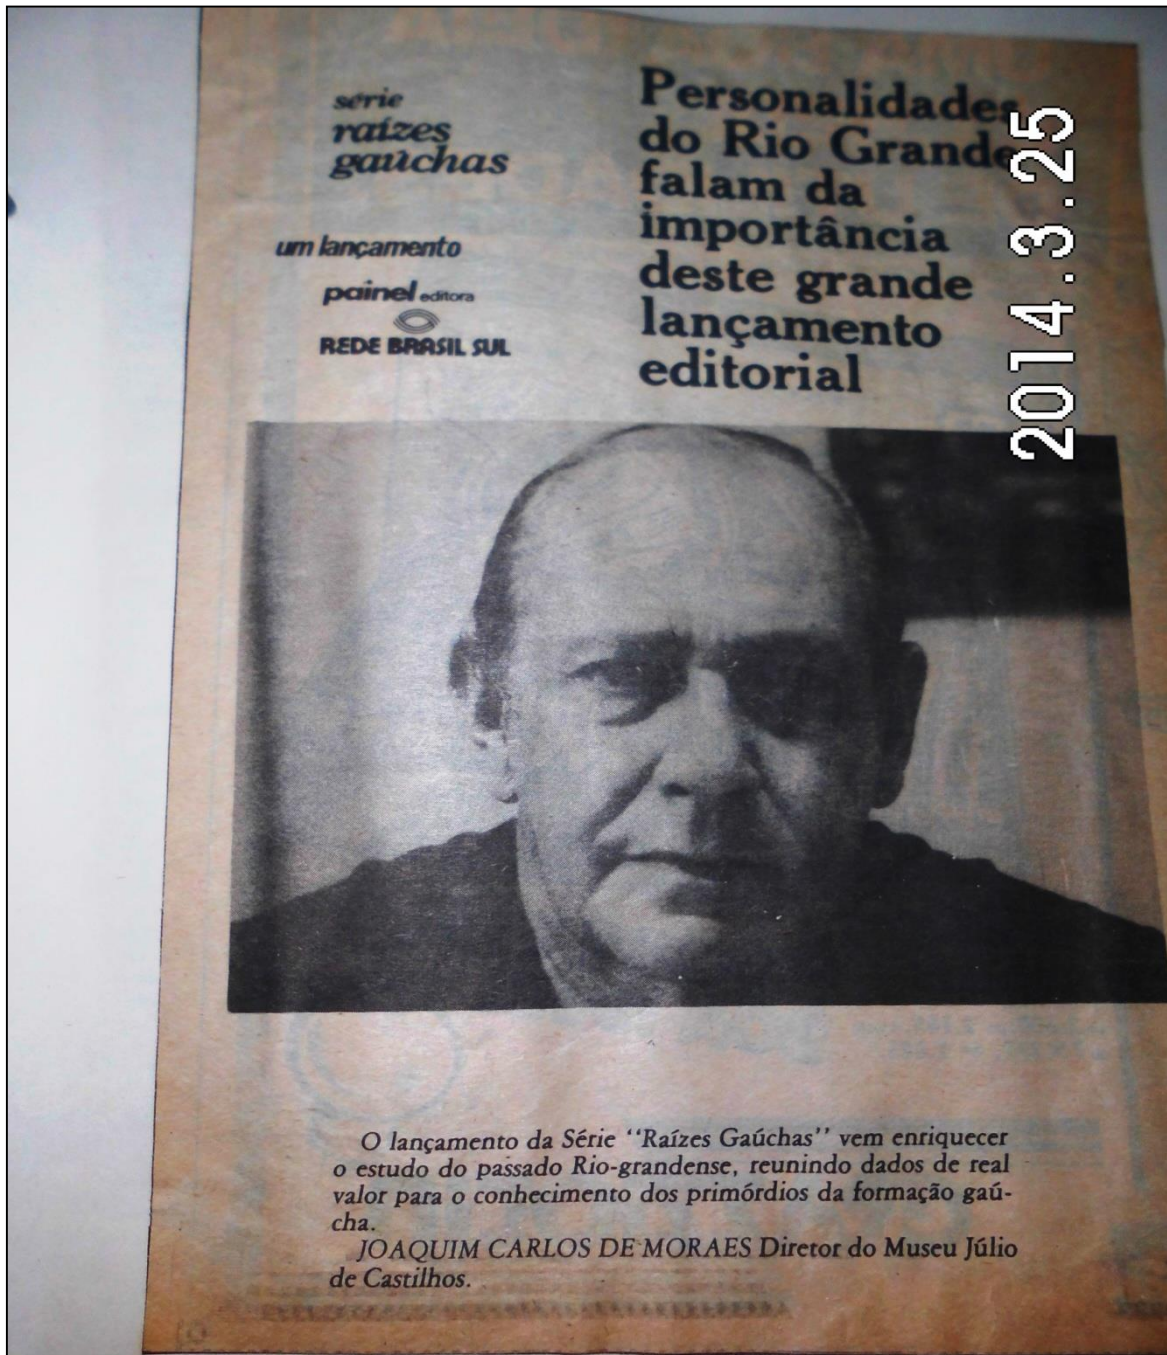 série
raízes
gaúchas
um lançamento
painel editora
REDE BRASIL SUL
Personalidades
do Rio Grande
falam da
importância
deste grande
lançamento
editorial
2014.3.25
O lançamento da Série ‘‘Raízes Gaúchas’’ vem enriquecer
o estudo do passado Rio-grandense, reunindo dados de real
valor para o conhecimento dos primórdios da formação gaú-
cha.
JOAQUIM CARLOS DE MORAES Diretor do Museu Júlio
de Castilhos.